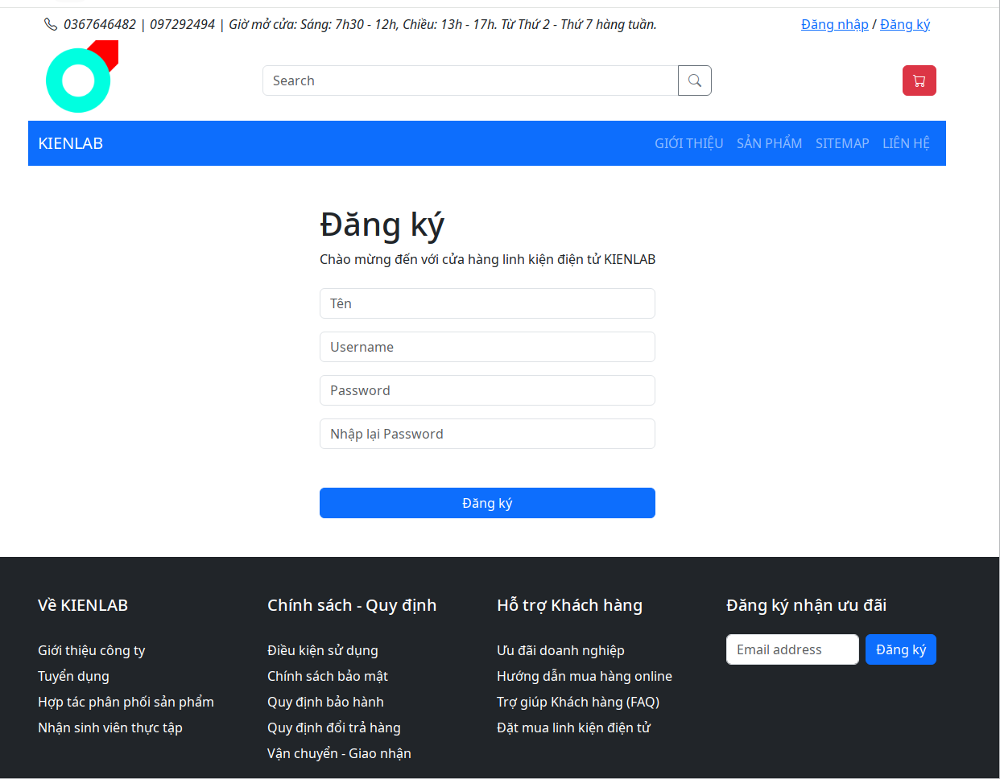 0367646482 | 097292494 | Giờ mở cửa: Sáng: 7h30 - 12h, Chiều: 13h - 17h. Từ Thứ 2 - Thứ 7 hàng tuần.
Đăng nhập / Đăng ký
Search
KIENLAB
GIỚI THIỆU SẢN PHẨM SITEMAP LIÊN HỆ
Đăng ký
Chào mừng đến với cửa hàng linh kiện điện tử KIENLAB
Tên
Username
Password
Nhập lại Password
Đăng ký
Về KIENLAB
Giới thiệu công ty
Tuyển dụng
Hợp tác phân phối sản phẩm
Nhận sinh viên thực tập
Chính sách - Quy định
Điều kiện sử dụng
Chính sách bảo mật
Quy định bảo hành
Quy định đổi trả hàng
Vận chuyển - Giao nhận
Hỗ trợ Khách hàng
Ưu đãi doanh nghiệp
Hướng dẫn mua hàng online
Trợ giúp Khách hàng (FAQ)
Đặt mua linh kiện điện tử
Đăng ký nhận ưu đãi
Email address
Đăng ký